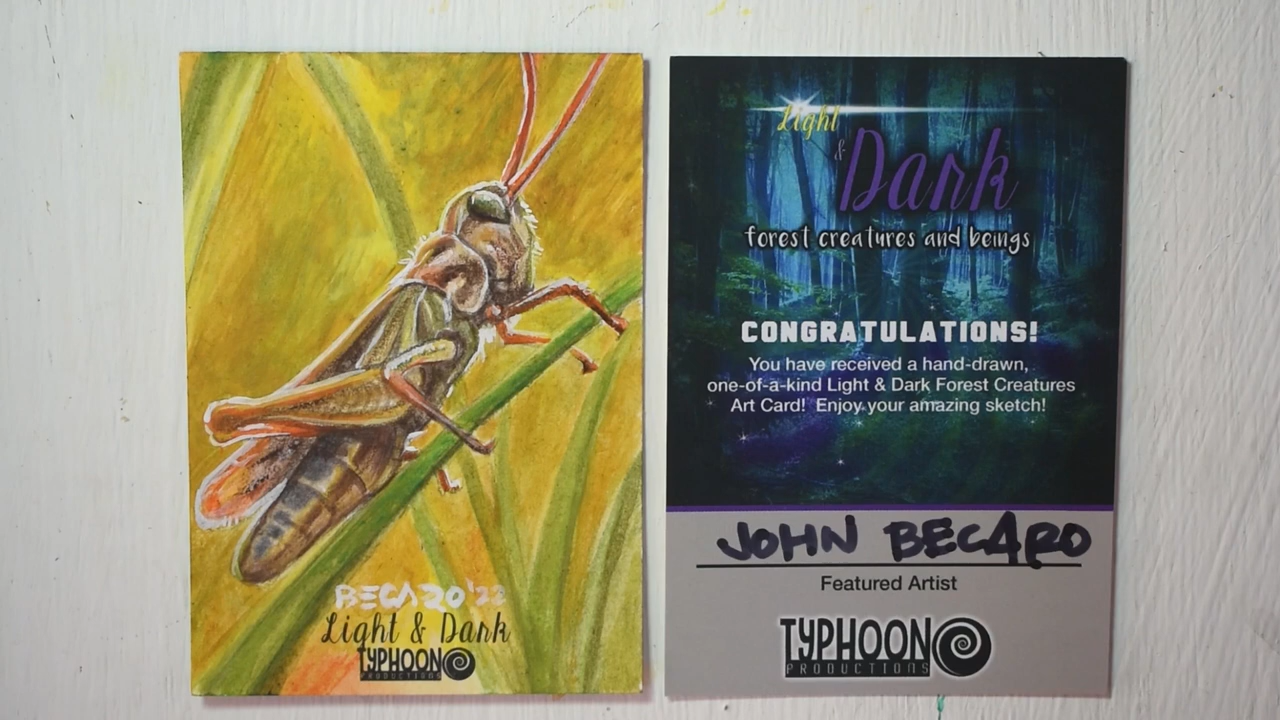 BECARO'22
Light & Dark
TYPHOON
PRODUCTIONS
Light
&
Dark
forest creatures and beings
CONGRATULATIONS!
You have received a hand-drawn,
one-of-a-kind Light & Dark Forest Creatures
Art Card! Enjoy your amazing sketch!
JOHN BECARO
Featured Artist
TYPHOON
PRODUCTIONS